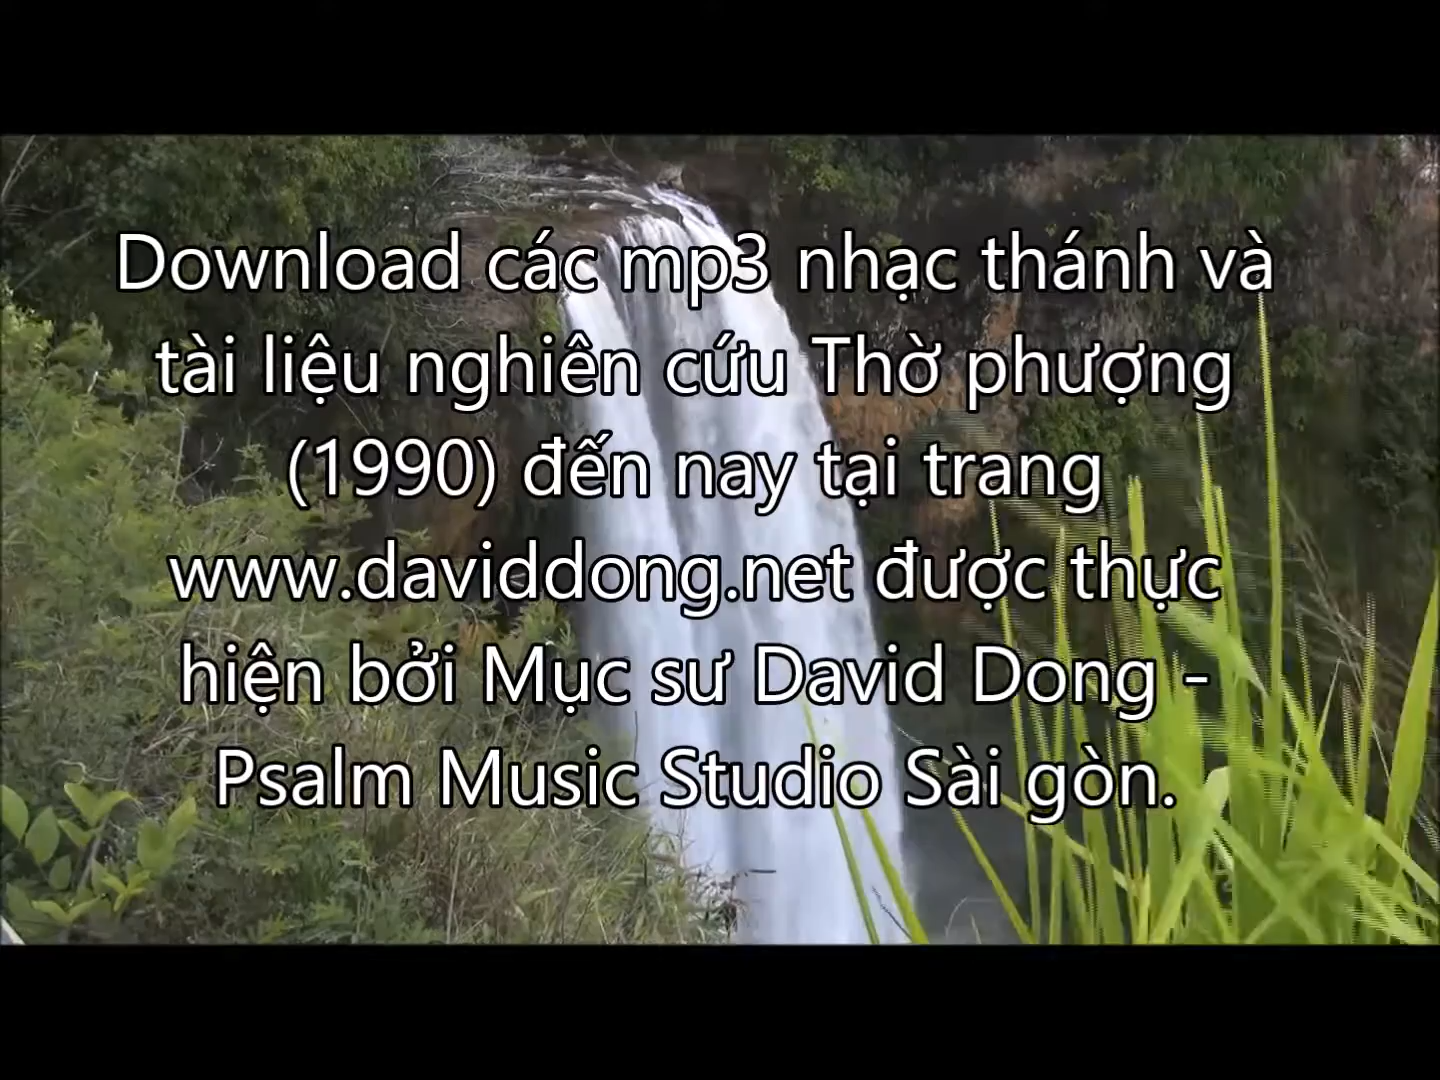 Download các mp3 nhạc thánh và
tài liệu nghiên cứu Thờ phượng
(1990) đến nay tại trang
www.daviddong.net được thực
hiện bởi Mục sư David Dong -
Psalm Music Studio Sài gòn.